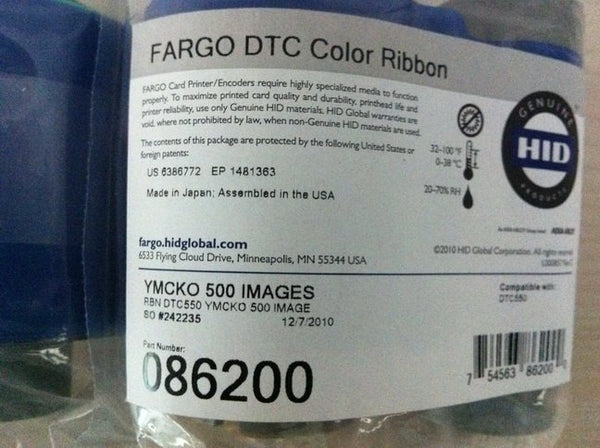 FARGO DTC Color Ribbon
FARGO Card Printer/Encoders require highly specialized media to function
properly. To maximize printed card quality and durability, printhead life and
printer reliability, use only Genuine HID materials. HID Global warranties are
void, where not prohibited by law, when non-Genuine HID materials are used.
The contents of this package are protected by the following United States or
foreign patents:
US 6386772 EP 1481363
Made in Japan; Assembled in the USA
32-100 °F
0-38 °C
20-70% RH
GENUINE
HID
PRODUCTS
fargo.hidglobal.com
6533 Flying Cloud Drive, Minneapolis, MN 55344 USA
©2010 HID Global Corporation. All rights reserved
YMCKO 500 IMAGES
RBN DTC550 YMCKO 500 IMAGE
SO #242235
12/7/2010
Compatible with:
DTC550
Part Number:
086200
7 54563 86200 0